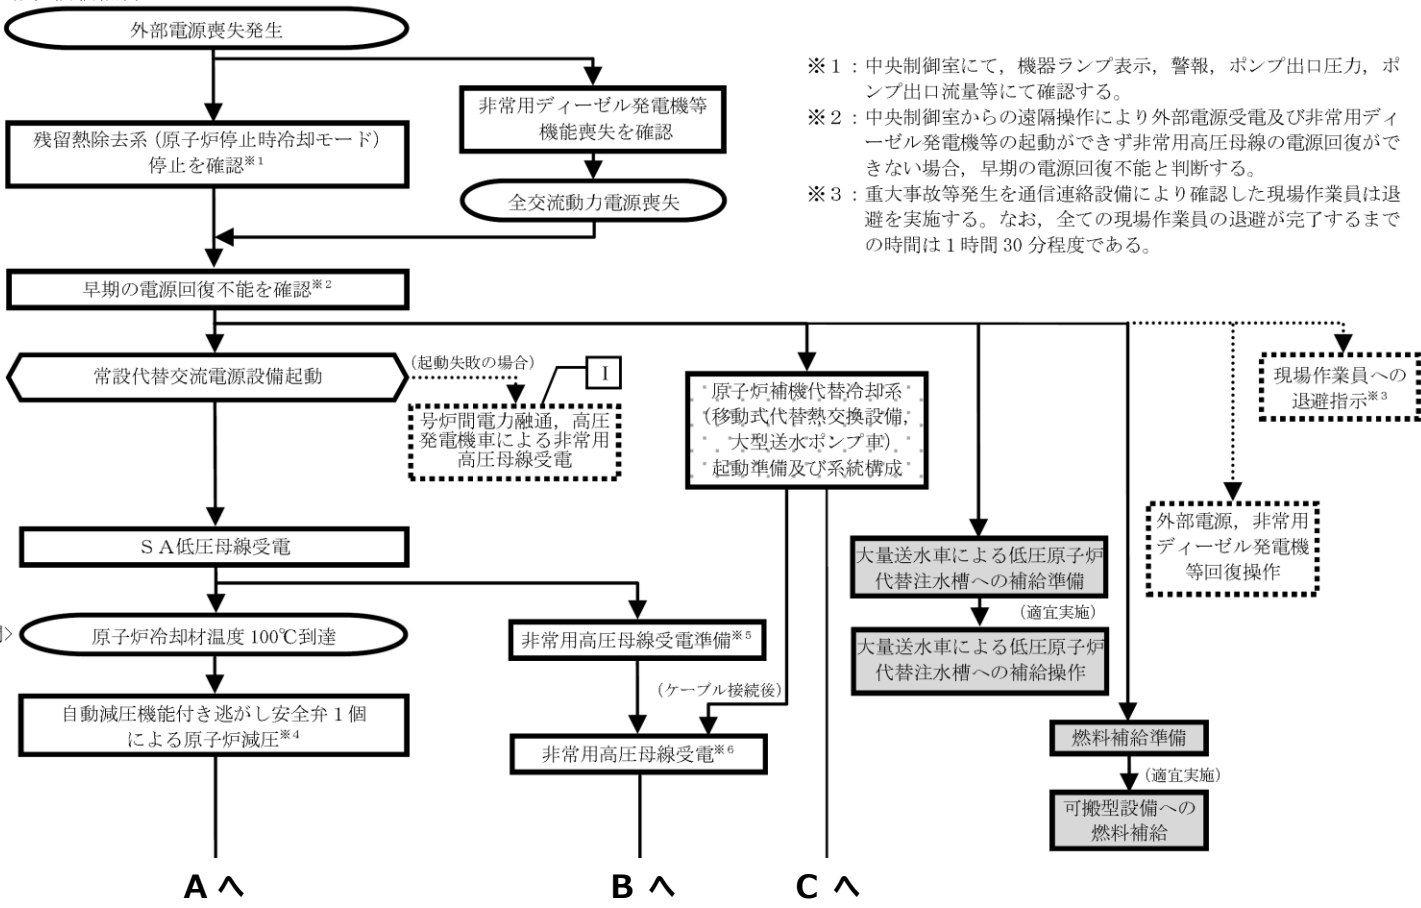 外部電源喪失発生
非常用ディーゼル発電機等
機能喪失を確認
残留熱除去系（原子炉停止時冷却モード）
停止を確認※1
全交流動力電源喪失
早期の電源回復不能を確認※2
※１：中央制御室にて，機器ランプ表示，警報，ポンプ出口圧力，ポ
ンプ出口流量等にて確認する。
※２：中央制御室からの遠隔操作により外部電源受電及び非常用ディ
ーゼル発電機等の起動ができず非常用高圧母線の電源回復がで
きない場合，早期の電源回復不能と判断する。
※３：重大事故等発生を通信連絡設備により確認した現場作業員は退
避を実施する。なお，全ての現場作業員の退避が完了するまで
の時間は１時間 30 分程度である。
常設代替交流電源設備起動
（起動失敗の場合）
Ｉ
号炉間電力融通，高圧
発電機車による非常用
高圧母線受電
原子炉補機代替冷却系
（移動式代替熱交換設備，
大型送水ポンプ車）
起動準備及び系統構成
現場作業員への
退避指示※3
外部電源，非常用
ディーゼル発電機
等回復操作
ＳＡ低圧母線受電
大量送水車による低圧原子炉
代替注水槽への補給準備
（適宜実施）
大量送水車による低圧原子炉
代替注水槽への補給操作
原子炉冷却材温度 100℃到達
非常用高圧母線受電準備※5
（ケーブル接続後）
自動減圧機能付き逃がし安全弁１個
による原子炉減圧※4
非常用高圧母線受電※6
燃料補給準備
（適宜実施）
可搬型設備への
燃料補給
A へ
B へ
C へ